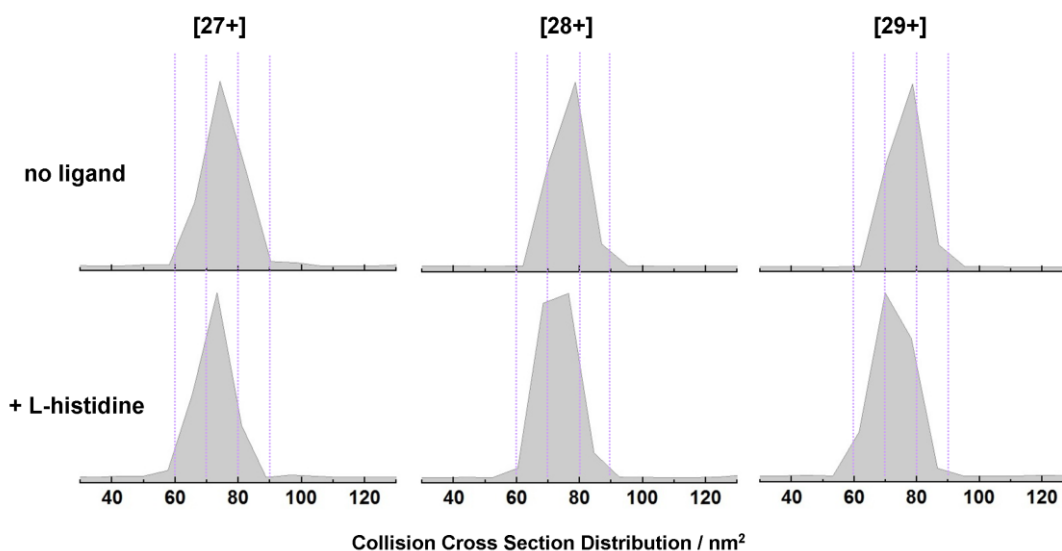 [27+] [28+] [29+]
no ligand
+ L-histidine
40 60 80 100 120 40 60 80 100 120 40 60 80 100 120
Collision Cross Section Distribution / nm²